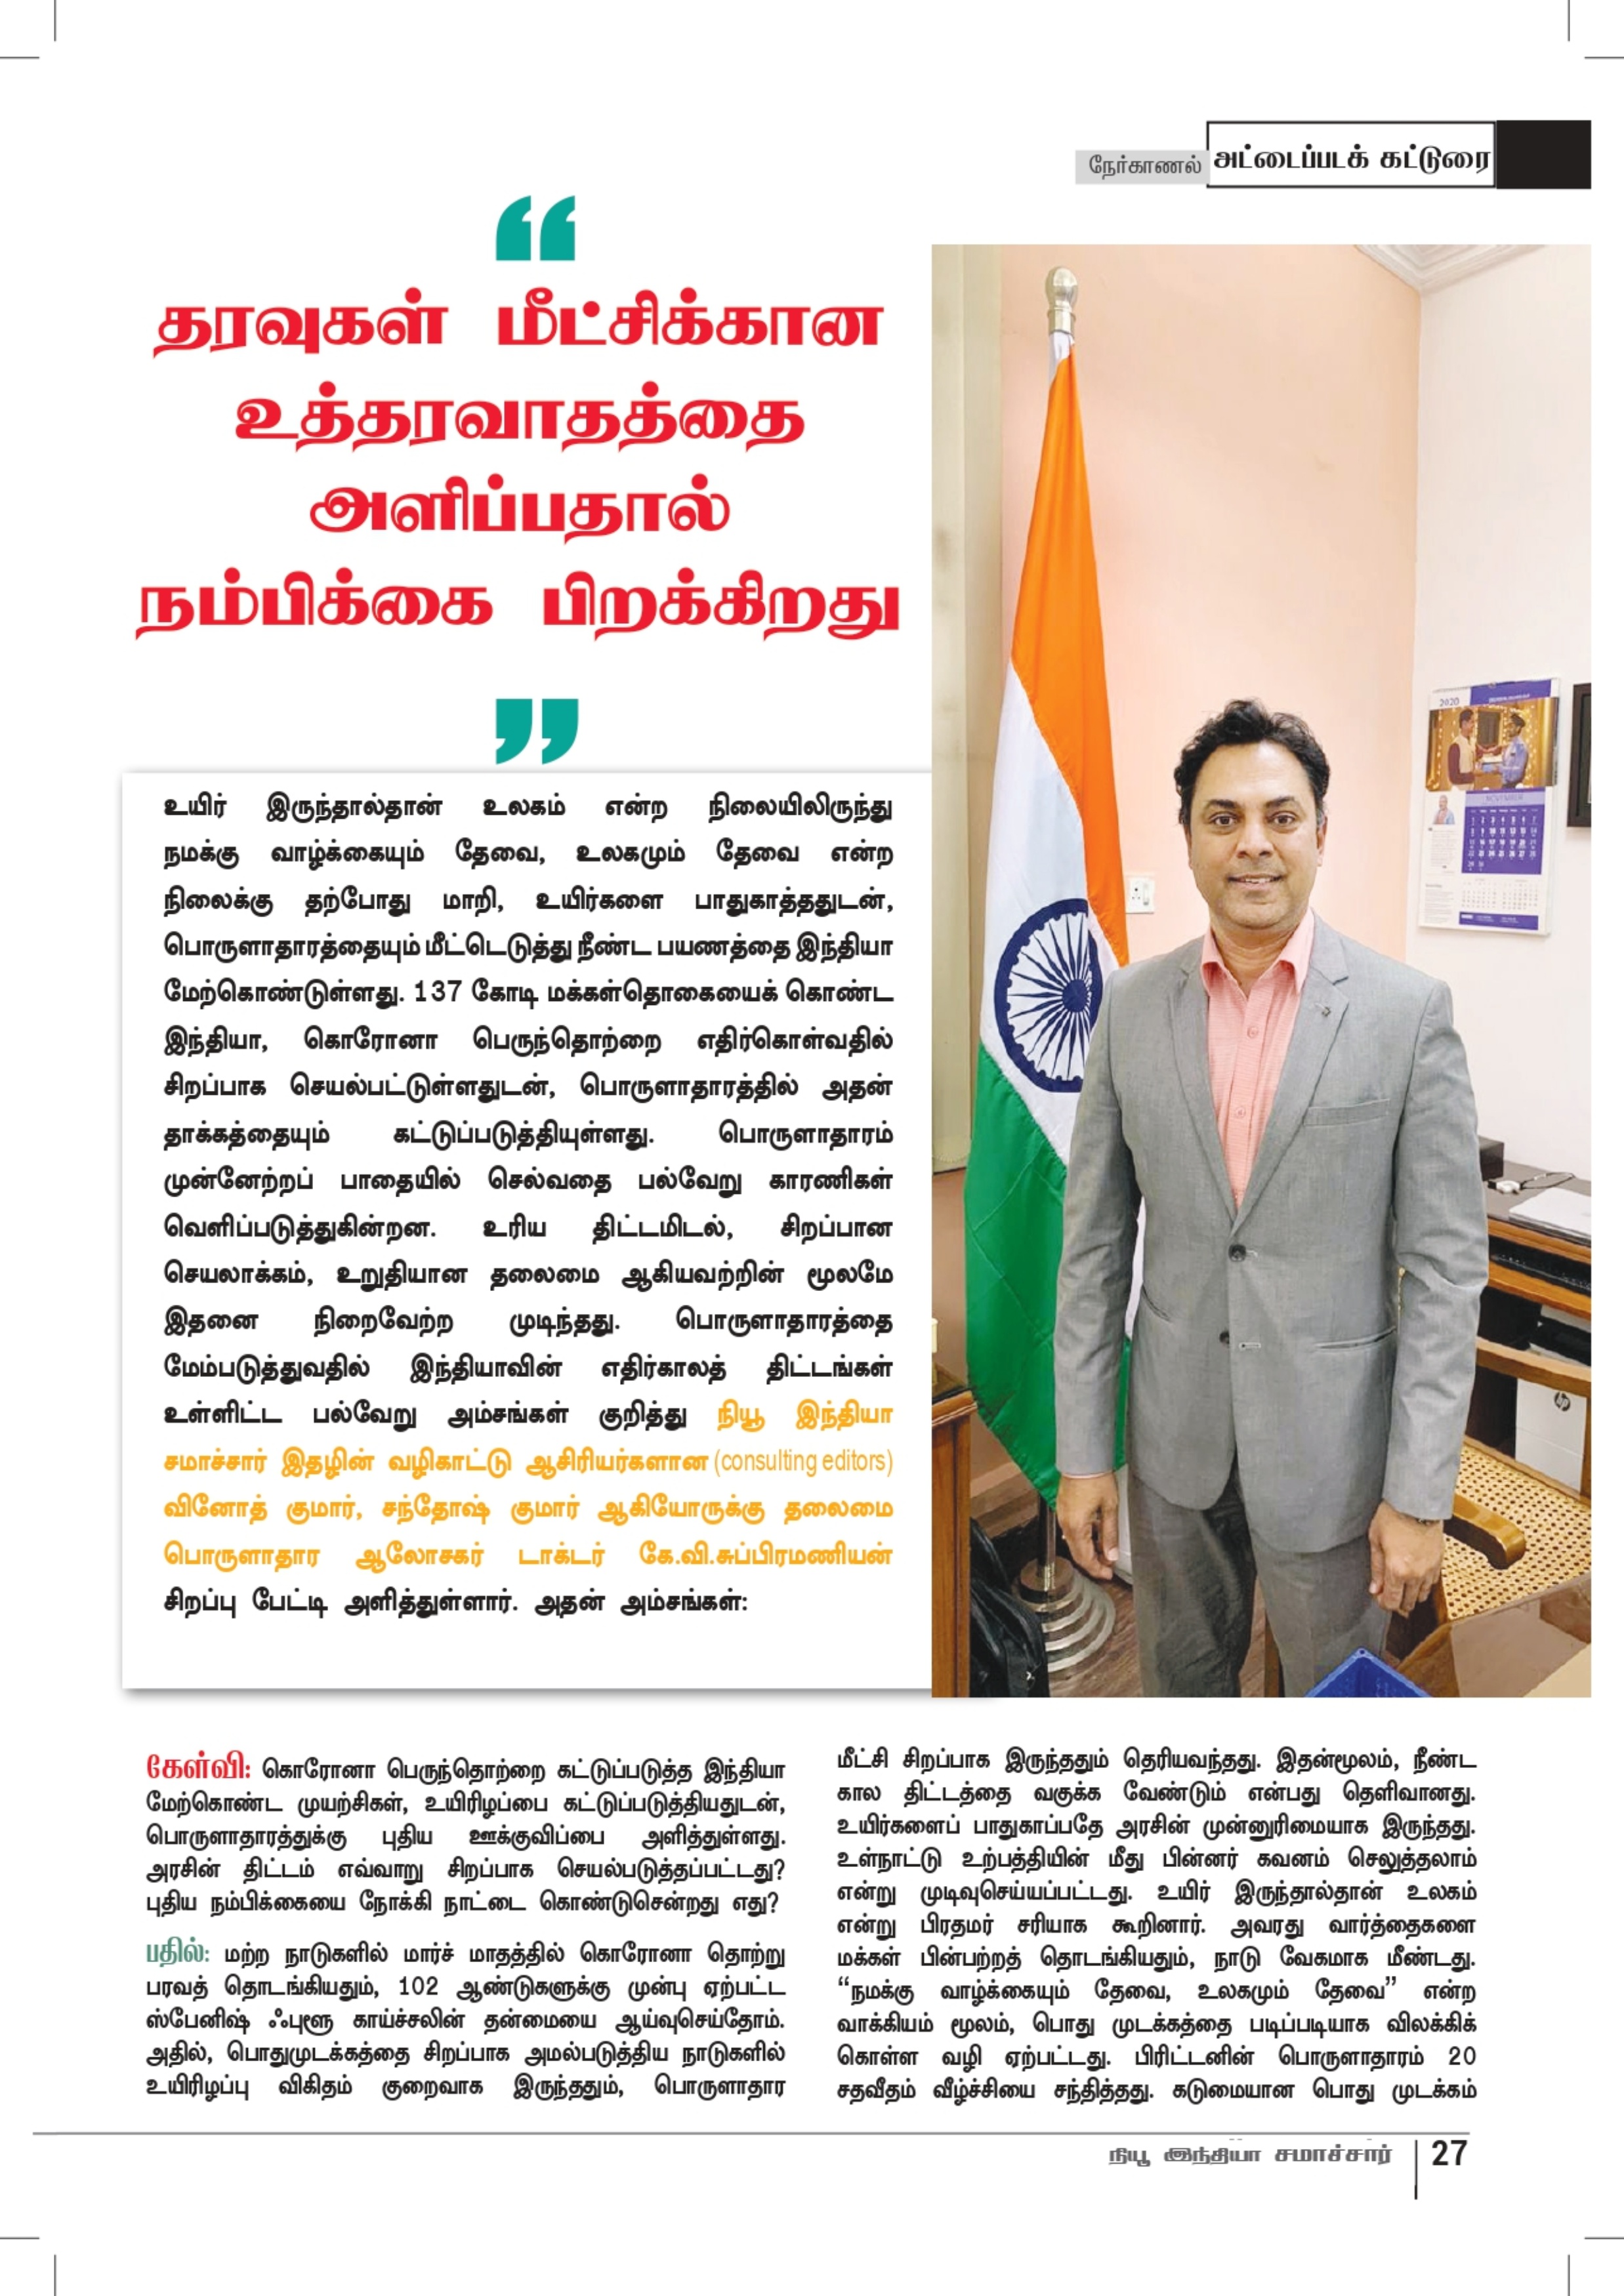 நேர்காணல் அட்டைப்படக் கட்டுரை
“
தரவுகள் மீட்சிக்கான
உத்தரவாதத்தை
அளிப்பதால்
நம்பிக்கை பிறக்கிறது
”
உயிர் இருந்தால்தான் உலகம் என்ற நிலையிலிருந்து
நமக்கு வாழ்க்கையும் தேவை, உலகமும் தேவை என்ற
நிலைக்கு தற்போது மாறி, உயிர்களை பாதுகாத்ததுடன்,
பொருளாதாரத்தையும் மீட்டெடுத்து நீண்ட பயணத்தை இந்தியா
மேற்கொண்டுள்ளது. 137 கோடி மக்கள்தொகையைக் கொண்ட
இந்தியா, கொரோனா பெருந்தொற்றை எதிர்கொள்வதில்
சிறப்பாக செயல்பட்டுள்ளதுடன், பொருளாதாரத்தில் அதன்
தாக்கத்தையும் கட்டுப்படுத்தியுள்ளது. பொருளாதாரம்
முன்னேற்றப் பாதையில் செல்வதை பல்வேறு காரணிகள்
வெளிப்படுத்துகின்றன. உரிய திட்டமிடல், சிறப்பான
செயலாக்கம், உறுதியான தலைமை ஆகியவற்றின் மூலமே
இதனை நிறைவேற்ற முடிந்தது. பொருளாதாரத்தை
மேம்படுத்துவதில் இந்தியாவின் எதிர்காலத் திட்டங்கள்
உள்ளிட்ட பல்வேறு அம்சங்கள் குறித்து நியூ இந்தியா
சமாச்சார் இதழின் வழிகாட்டு ஆசிரியர்களான (consulting editors)
வினோத் குமார், சந்தோஷ் குமார் ஆகியோருக்கு தலைமை
பொருளாதார ஆலோசகர் டாக்டர் கே.வி.சுப்பிரமணியன்
சிறப்பு பேட்டி அளித்துள்ளார். அதன் அம்சங்கள்:
2020
NOVEMBER
hp
கேள்வி: கொரோனா பெருந்தொற்றை கட்டுப்படுத்த இந்தியா
மேற்கொண்ட முயற்சிகள், உயிரிழப்பை கட்டுப்படுத்தியதுடன்,
பொருளாதாரத்துக்கு புதிய ஊக்குவிப்பை அளித்துள்ளது.
அரசின் திட்டம் எவ்வாறு சிறப்பாக செயல்படுத்தப்பட்டது?
புதிய நம்பிக்கையை நோக்கி நாட்டை கொண்டுசென்றது எது?
பதில்: மற்ற நாடுகளில் மார்ச் மாதத்தில் கொரோனா தொற்று
பரவத் தொடங்கியதும், 102 ஆண்டுகளுக்கு முன்பு ஏற்பட்ட
ஸ்பேனிஷ் ஃபுளூ காய்ச்சலின் தன்மையை ஆய்வுசெய்தோம்.
அதில், பொதுமுடக்கத்தை சிறப்பாக அமல்படுத்திய நாடுகளில்
உயிரிழப்பு விகிதம் குறைவாக இருந்ததும், பொருளாதார
மீட்சி சிறப்பாக இருந்ததும் தெரியவந்தது. இதன்மூலம், நீண்ட
கால திட்டத்தை வகுக்க வேண்டும் என்பது தெளிவானது.
உயிர்களைப் பாதுகாப்பதே அரசின் முன்னுரிமையாக இருந்தது.
உள்நாட்டு உற்பத்தியின் மீது பின்னர் கவனம் செலுத்தலாம்
என்று முடிவுசெய்யப்பட்டது. உயிர் இருந்தால்தான் உலகம்
என்று பிரதமர் சரியாக கூறினார். அவரது வார்த்தைகளை
மக்கள் பின்பற்றத் தொடங்கியதும், நாடு வேகமாக மீண்டது.
“நமக்கு வாழ்க்கையும் தேவை, உலகமும் தேவை” என்ற
வாக்கியம் மூலம், பொது முடக்கத்தை படிப்படியாக விலக்கிக்
கொள்ள வழி ஏற்பட்டது. பிரிட்டனின் பொருளாதாரம் 20
சதவீதம் வீழ்ச்சியை சந்தித்தது. கடுமையான பொது முடக்கம்
நியூ இந்தியா சமாச்சார் 27